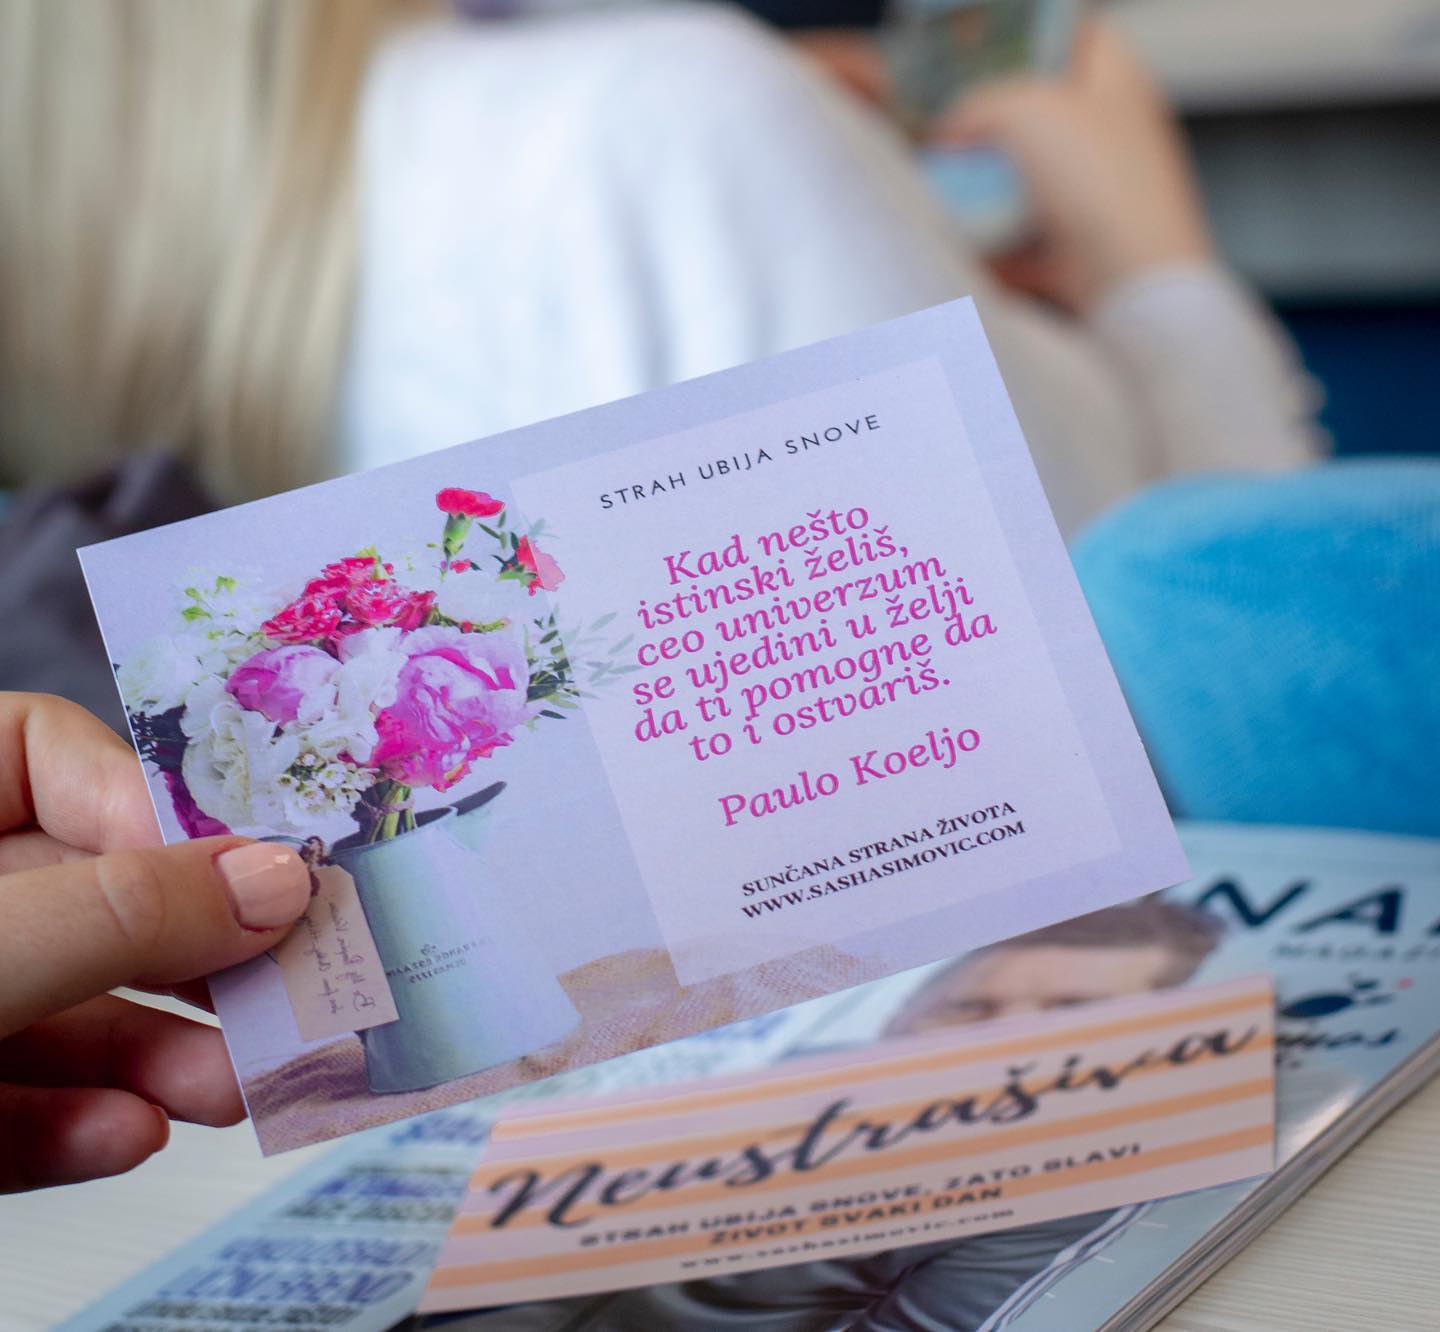 STRAH UBIJA SNOVE
Kad nešto
istinski želiš,
ceo univerzum
se ujedini u želji
da ti pomogne da
to i ostvariš.
Paulo Koeljo
SUNČANA STRANA ŽIVOTA
WWW.SASHASIMOVIC.COM
Neustrašiva
STRAH UBIJA SNOVE, ZATO SLAVI
ŽIVOT SVAKI DAN
www.sashasimovic.com